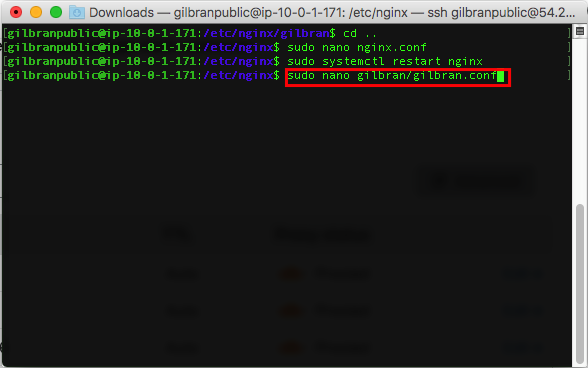 Downloads — gilbranpublic@ip-10-0-1-171: /etc/nginx — ssh gilbranpublic@54.2...
[gilbranpublic@ip-10-0-1-171:/etc/nginx/gilbran$ cd .. ]
[gilbranpublic@ip-10-0-1-171:/etc/nginx$ sudo nano nginx.conf ]
[gilbranpublic@ip-10-0-1-171:/etc/nginx$ sudo systemctl restart nginx ]
[gilbranpublic@ip-10-0-1-171:/etc/nginx$ sudo nano gilbran/gilbran.conf ]